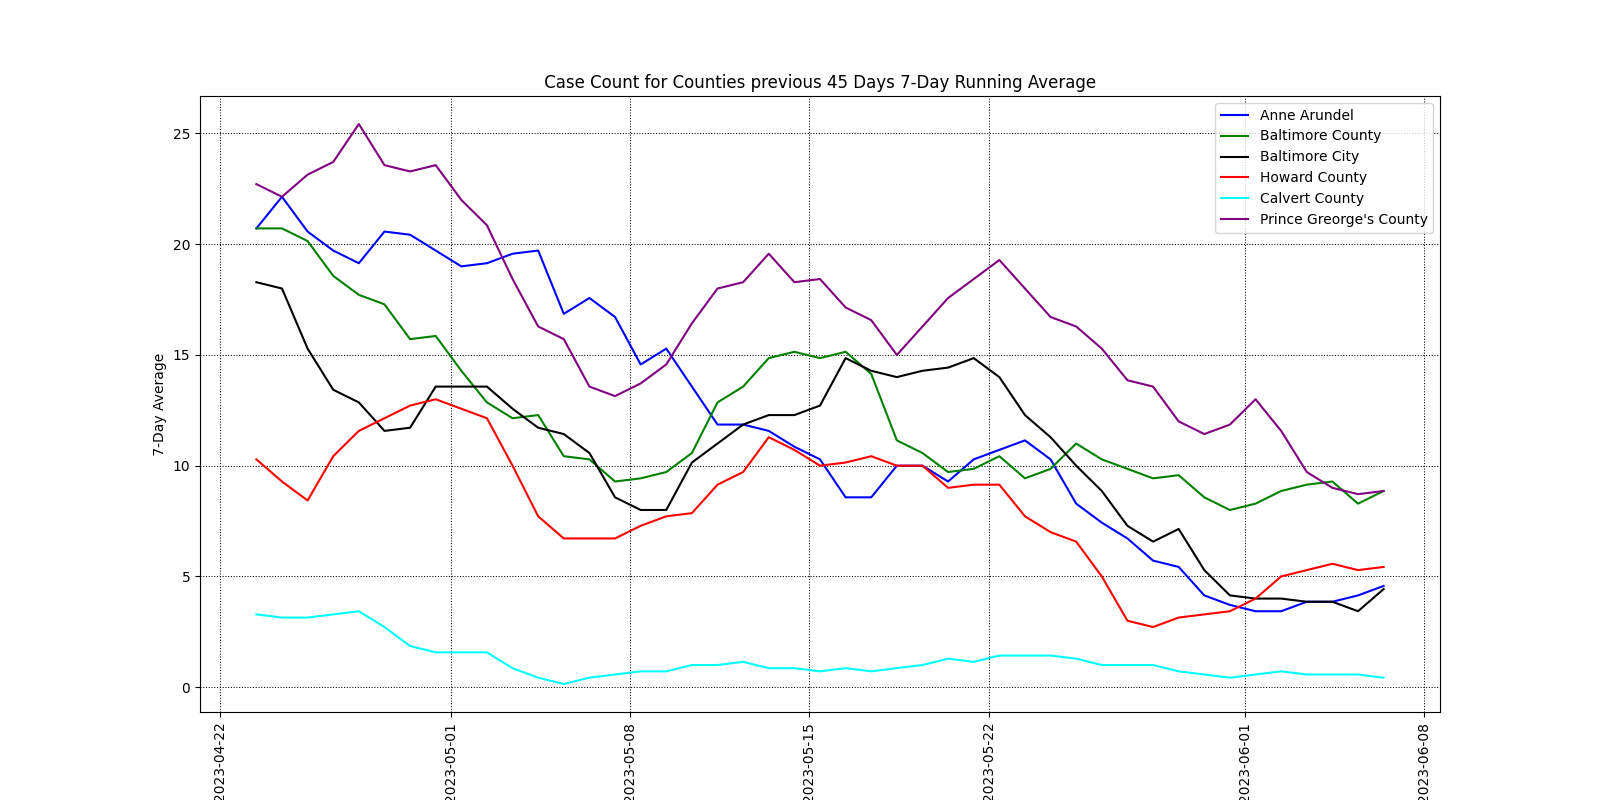 Case Count for Counties previous 45 Days 7-Day Running Average
Anne Arundel
Baltimore County
Baltimore City
Howard County
Calvert County
Prince Greorge's County
7-Day Average
25
20
15
10
5
0
2023-04-22
2023-05-01
2023-05-08
2023-05-15
2023-05-22
2023-06-01
2023-06-08